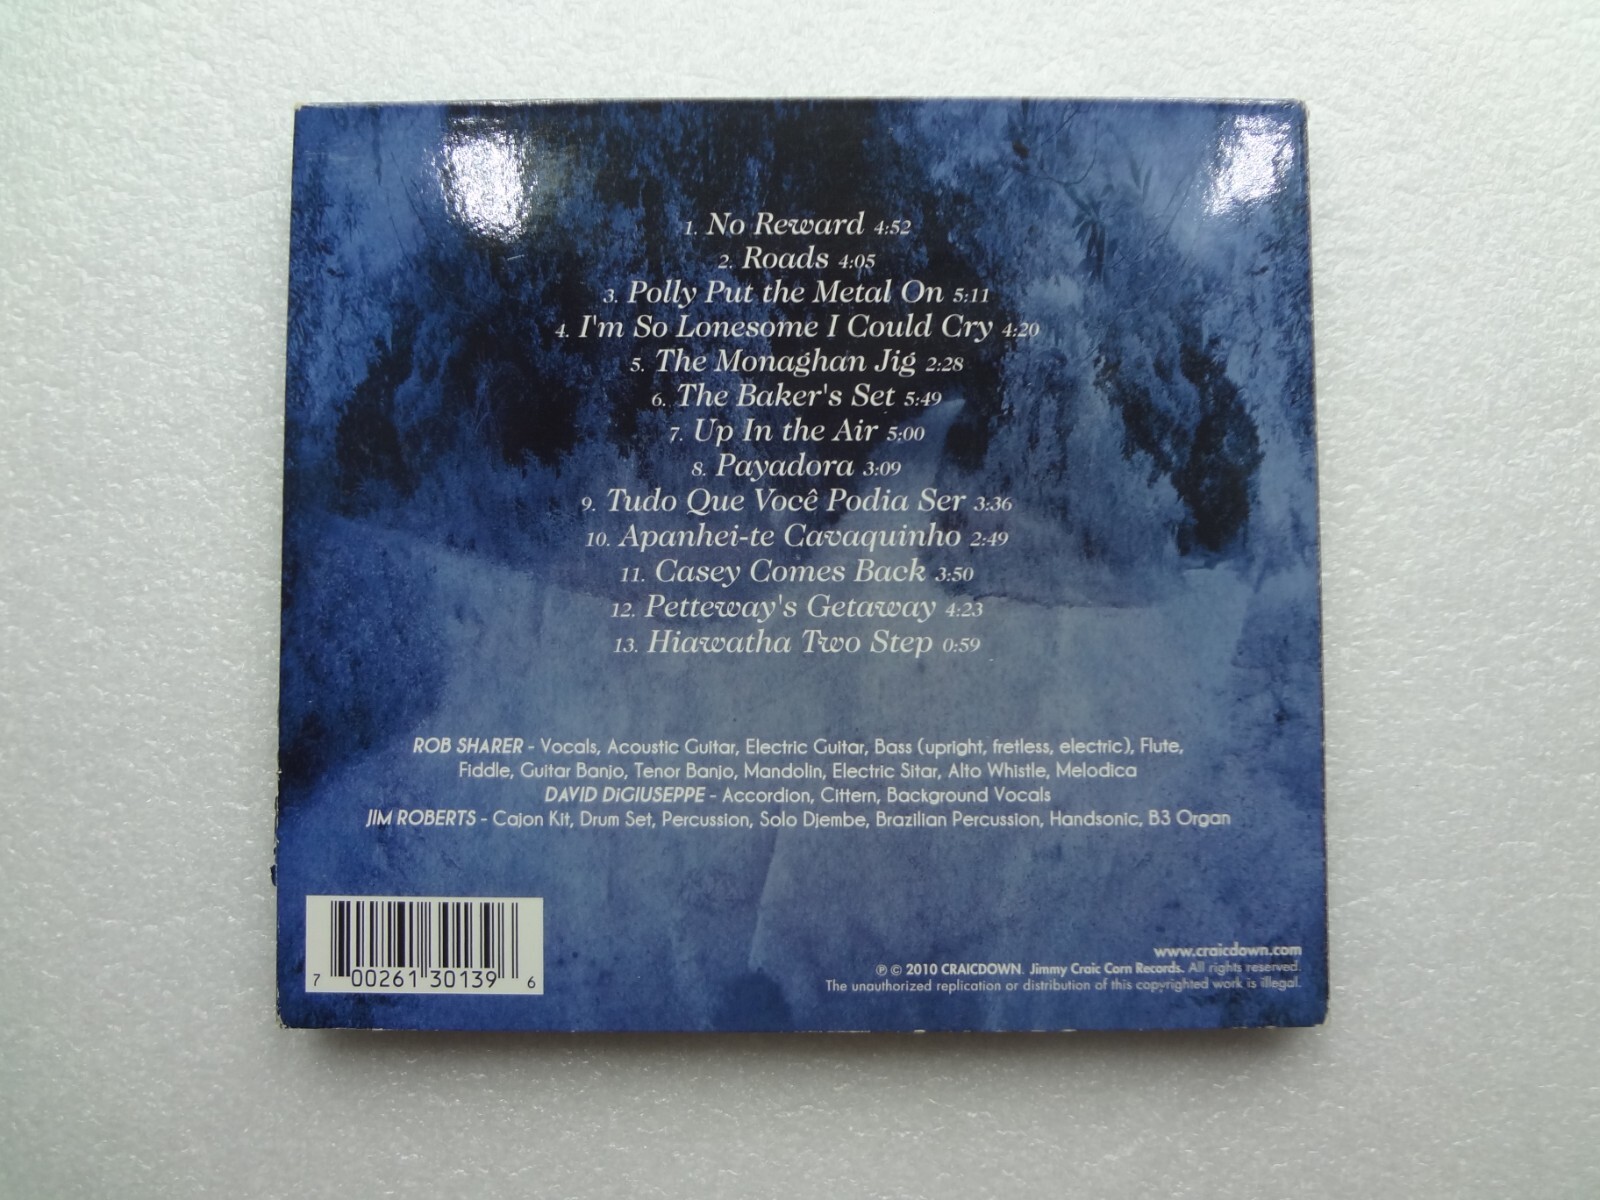 1. No Reward 4:52
2. Roads 4:05
3. Polly Put the Metal On 5:11
4. I'm So Lonesome I Could Cry 4:20
5. The Monaghan Jig 2:28
6. The Baker's Set 5:49
7. Up In the Air 5:00
8. Payadora 3:09
9. Tudo Que Você Podia Ser 3:36
10. Apanhei-te Cavaquinho 2:49
11. Casey Comes Back 3:50
12. Petteway's Getaway 4:23
13. Hiawatha Two Step 0:59
ROB SHARER - Vocals, Acoustic Guitar, Electric Guitar, Bass (upright, fretless, electric), Flute,
Fiddle, Guitar Banjo, Tenor Banjo, Mandolin, Electric Sitar, Alto Whistle, Melodica
DAVID DiGIUSEPPE - Accordion, Cittern, Background Vocals
JIM ROBERTS - Cajon Kit, Drum Set, Percussion, Solo Djembe, Brazilian Percussion, Handsonic, B3 Organ
7 00261 30139 6
www.craicdown.com
℗ © 2010 CRAICDOWN. Jimmy Craic Corn Records. All rights reserved.
The unauthorized replication or distribution of this copyrighted work is illegal.